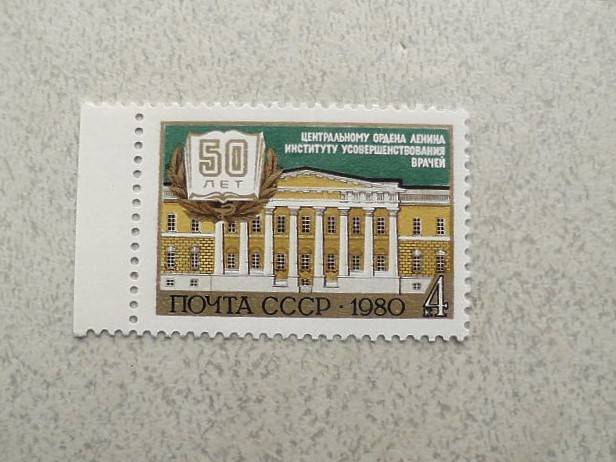 50
ЛЕТ
ЦЕНТРАЛЬНОМУ ОРДЕНА ЛЕНИНА
ИНСТИТУТУ УСОВЕРШЕНСТВОВАНИЯ
ВРАЧЕЙ
ПОЧТА СССР · 1980
4